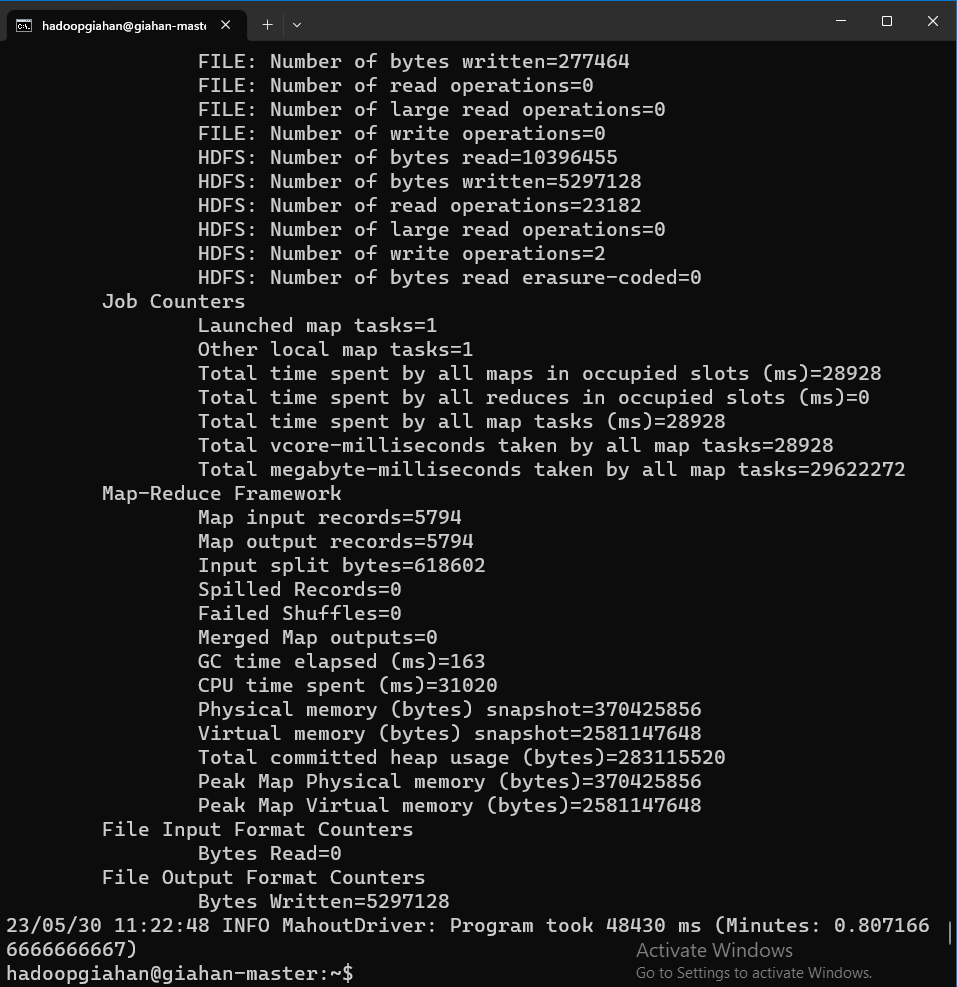 hadoopgiahan@giahan-mast
FILE: Number of bytes written=277464
FILE: Number of read operations=0
FILE: Number of large read operations=0
FILE: Number of write operations=0
HDFS: Number of bytes read=10396455
HDFS: Number of bytes written=5297128
HDFS: Number of read operations=23182
HDFS: Number of large read operations=0
HDFS: Number of write operations=2
HDFS: Number of bytes read erasure-coded=0
Job Counters
Launched map tasks=1
Other local map tasks=1
Total time spent by all maps in occupied slots (ms)=28928
Total time spent by all reduces in occupied slots (ms)=0
Total time spent by all map tasks (ms)=28928
Total vcore-milliseconds taken by all map tasks=28928
Total megabyte-milliseconds taken by all map tasks=29622272
Map-Reduce Framework
Map input records=5794
Map output records=5794
Input split bytes=618602
Spilled Records=0
Failed Shuffles=0
Merged Map outputs=0
GC time elapsed (ms)=163
CPU time spent (ms)=31020
Physical memory (bytes) snapshot=370425856
Virtual memory (bytes) snapshot=2581147648
Total committed heap usage (bytes)=283115520
Peak Map Physical memory (bytes)=370425856
Peak Map Virtual memory (bytes)=2581147648
File Input Format Counters
Bytes Read=0
File Output Format Counters
Bytes Written=5297128
23/05/30 11:22:48 INFO MahoutDriver: Program took 48430 ms (Minutes: 0.807166
6666666667)
hadoopgiahan@giahan-master:~$
Activate Windows
Go to Settings to activate Windows.